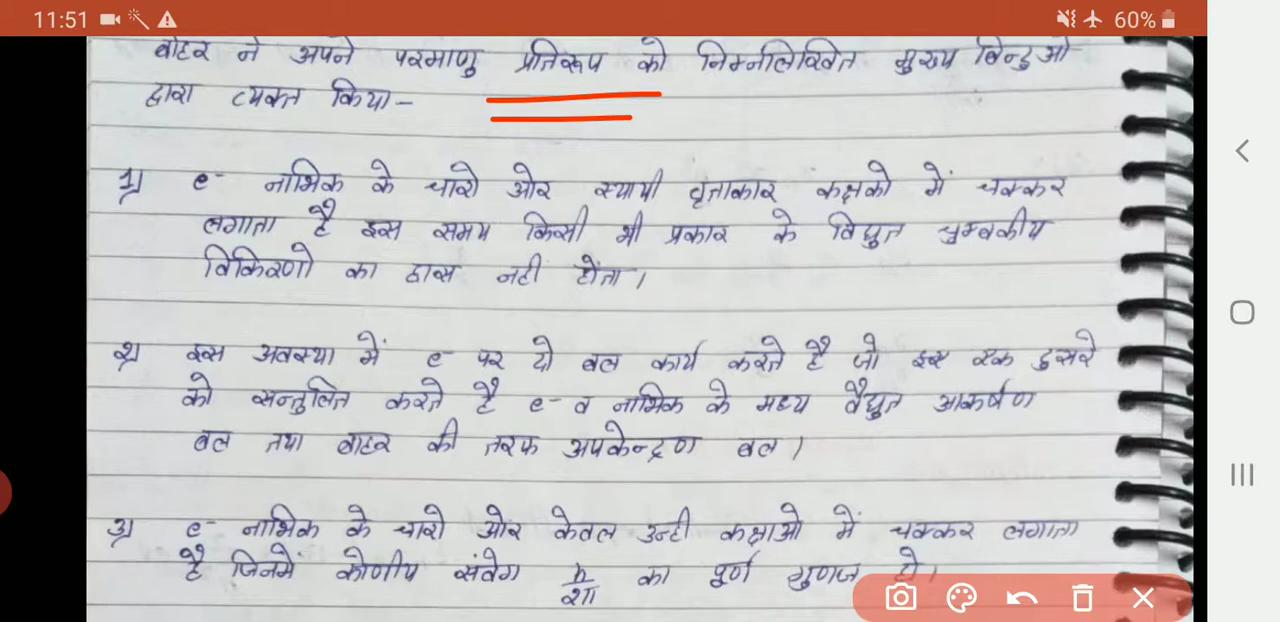 11:51
60%
बोहर ने अपने परमाणु प्रतिरूप को निम्नलिखित मुख्य बिन्दुओ
द्वारा व्यक्त किया–
1) e⁻ नाभिक के चारो ओर स्थायी वृत्ताकार कक्षको में चक्कर
लगाता है इस समय किसी भी प्रकार के विद्युत चुम्बकीय
विकिरणो का ह्रास नही होता।
2) इस अवस्था में e⁻ पर दो बल कार्य करते है जो इस एक दुसरे
को सन्तुलित करते है e⁻ व नाभिक के मध्य वैद्युत आकर्षण
बल तथा बाहर की तरफ अपकेन्द्रण बल।
3) e⁻ नाभिक के चारो ओर केवल उन्ही कक्षाओ में चक्कर लगाता
है जिनमें कोणीय संवेग h/2π का पूर्ण गुणज हो।